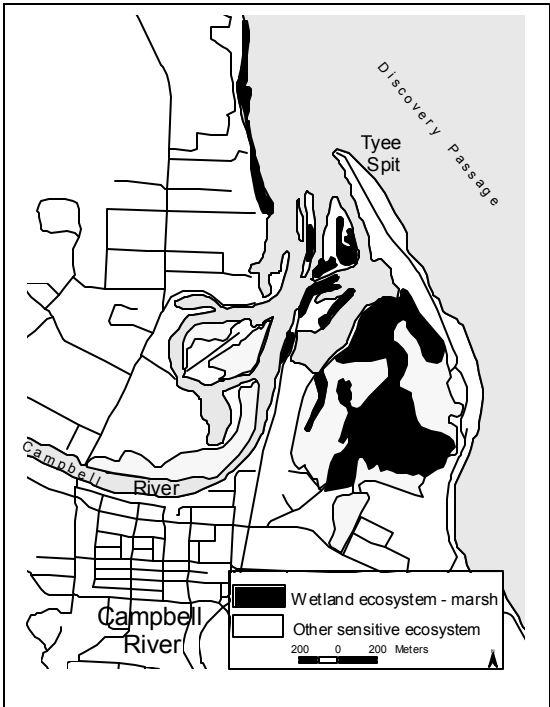 Discovery Passage
Tyee
Spit
Campbell
River
Campbell
River
Wetland ecosystem - marsh
Other sensitive ecosystem
200 0 200 Meters
N